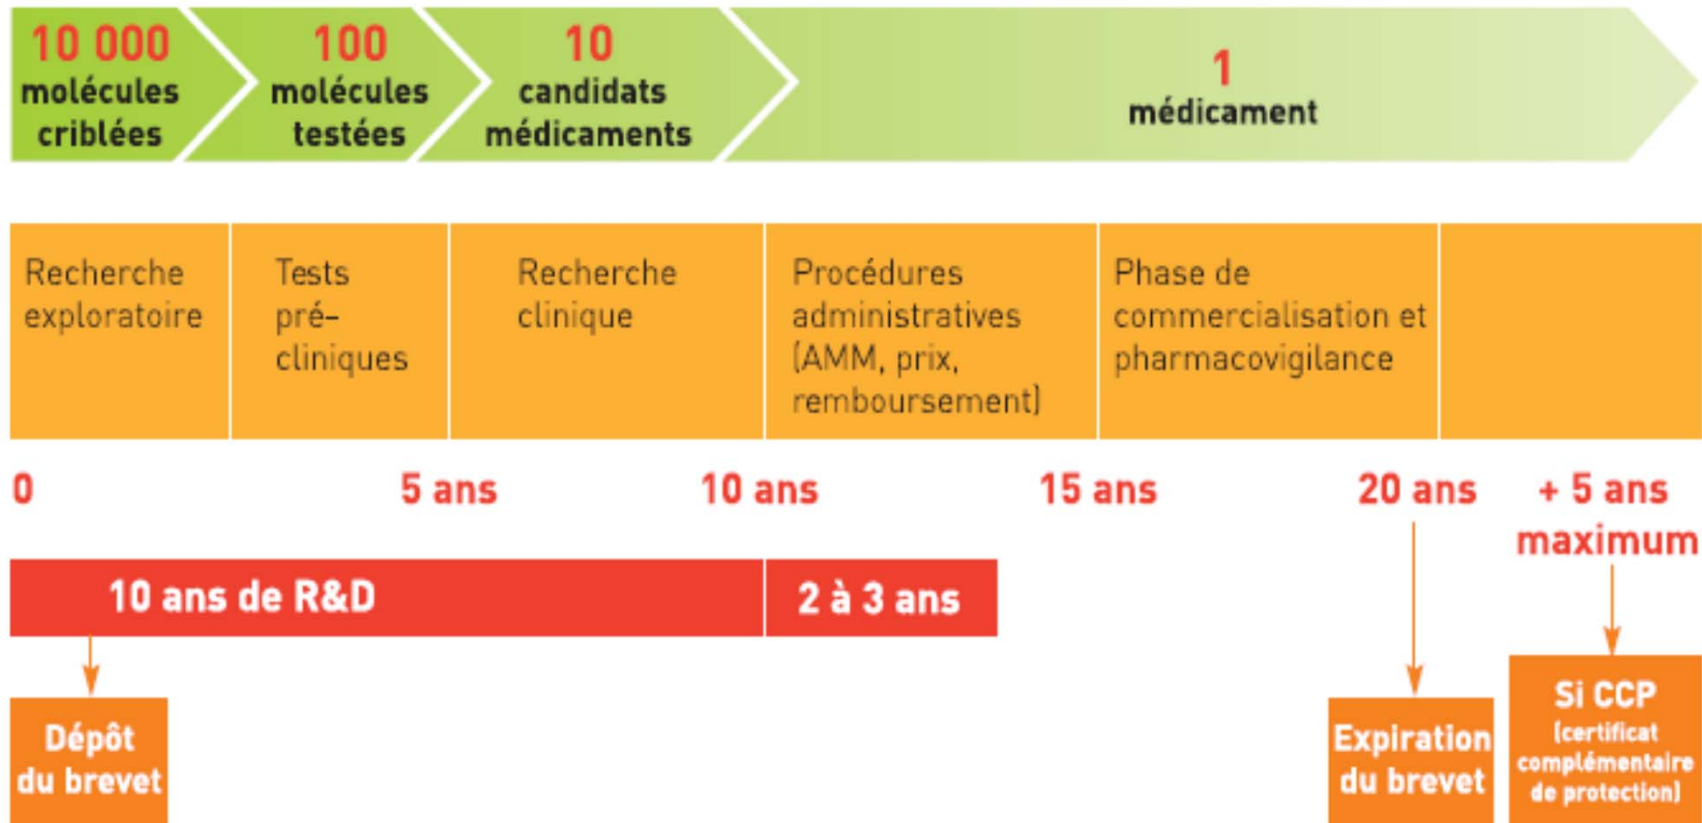 10 000
molécules
criblées
100
molécules
testées
10
candidats
médicaments
1
médicament
Recherche
exploratoire
Tests
pré–
cliniques
Recherche
clinique
Procédures
administratives
(AMM, prix,
remboursement)
Phase de
commercialisation et
pharmacovigilance
0
5 ans
10 ans
15 ans
20 ans
+ 5 ans
maximum
10 ans de R&D
2 à 3 ans
Dépôt
du brevet
Expiration
du brevet
Si CCP
(certificat
complémentaire
de protection)